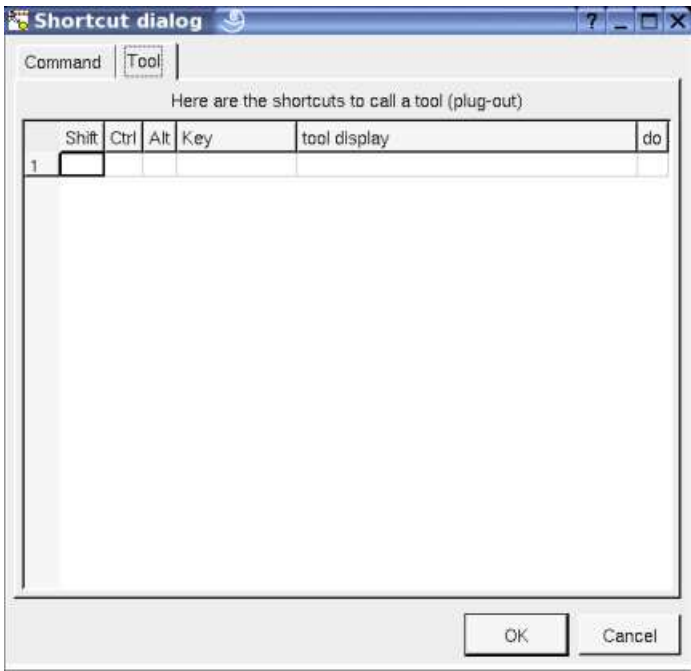 Shortcut dialog ?
Command Tool
Here are the shortcuts to call a tool (plug-out)
Shift Ctrl Alt Key tool display do
1
OK Cancel